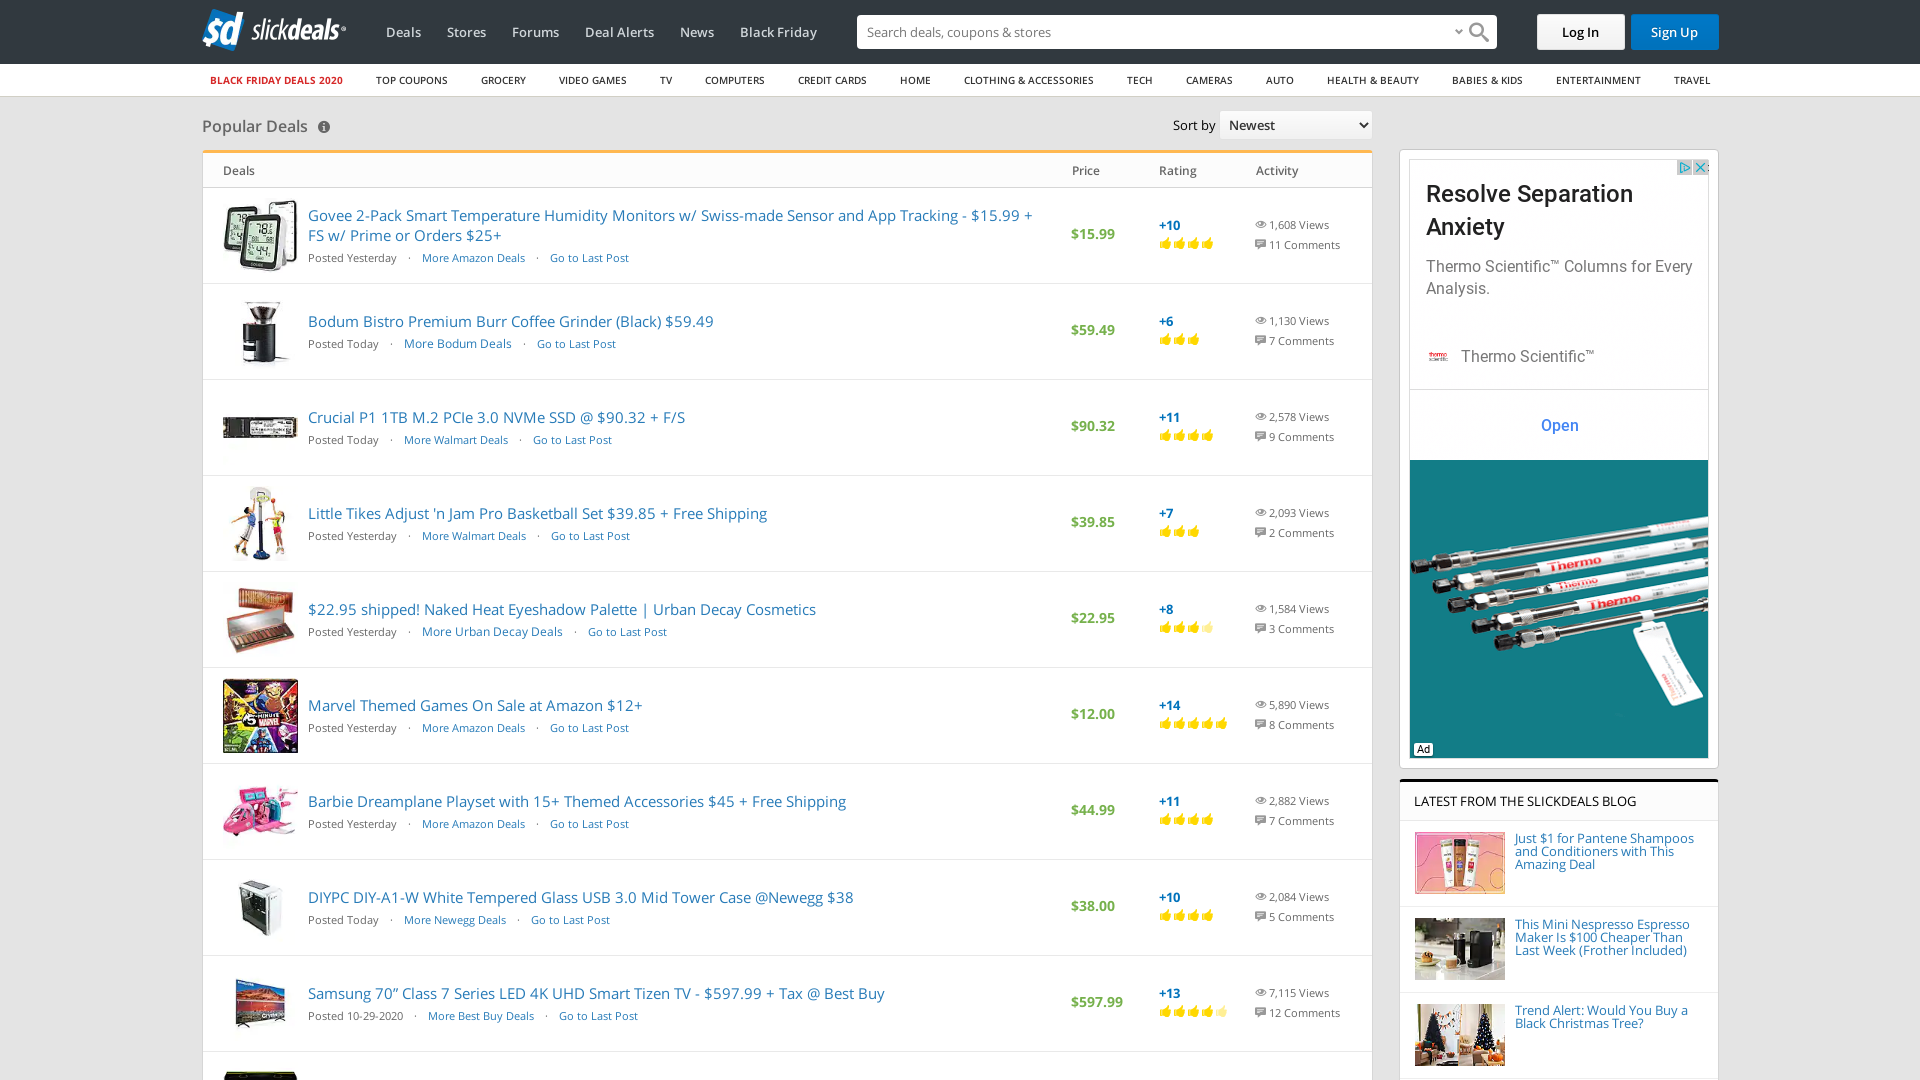 slickdeals
Deals Stores Forums Deal Alerts News Black Friday
Search deals, coupons & stores
Log In Sign Up
BLACK FRIDAY DEALS 2020 TOP COUPONS GROCERY VIDEO GAMES TV COMPUTERS CREDIT CARDS HOME CLOTHING & ACCESSORIES TECH CAMERAS AUTO HEALTH & BEAUTY BABIES & KIDS ENTERTAINMENT TRAVEL
Popular Deals
Sort by Newest
Deals Price Rating Activity
Govee 2-Pack Smart Temperature Humidity Monitors w/ Swiss-made Sensor and App Tracking - $15.99 +
FS w/ Prime or Orders $25+
Posted Yesterday · More Amazon Deals · Go to Last Post
$15.99
+10
1,608 Views
11 Comments
Bodum Bistro Premium Burr Coffee Grinder (Black) $59.49
Posted Today · More Bodum Deals · Go to Last Post
$59.49
+6
1,130 Views
7 Comments
Crucial P1 1TB M.2 PCIe 3.0 NVMe SSD @ $90.32 + F/S
Posted Today · More Walmart Deals · Go to Last Post
$90.32
+11
2,578 Views
9 Comments
Little Tikes Adjust 'n Jam Pro Basketball Set $39.85 + Free Shipping
Posted Yesterday · More Walmart Deals · Go to Last Post
$39.85
+7
2,093 Views
2 Comments
$22.95 shipped! Naked Heat Eyeshadow Palette | Urban Decay Cosmetics
Posted Yesterday · More Urban Decay Deals · Go to Last Post
$22.95
+8
1,584 Views
3 Comments
Marvel Themed Games On Sale at Amazon $12+
Posted Yesterday · More Amazon Deals · Go to Last Post
$12.00
+14
5,890 Views
8 Comments
Barbie Dreamplane Playset with 15+ Themed Accessories $45 + Free Shipping
Posted Yesterday · More Amazon Deals · Go to Last Post
$44.99
+11
2,882 Views
7 Comments
DIYPC DIY-A1-W White Tempered Glass USB 3.0 Mid Tower Case @Newegg $38
Posted Today · More Newegg Deals · Go to Last Post
$38.00
+10
2,084 Views
5 Comments
Samsung 70” Class 7 Series LED 4K UHD Smart Tizen TV - $597.99 + Tax @ Best Buy
Posted 10-29-2020 · More Best Buy Deals · Go to Last Post
$597.99
+13
7,115 Views
12 Comments
Resolve Separation
Anxiety
Thermo Scientific™ Columns for Every
Analysis.
Thermo Scientific™
Open
Thermo
Thermo
Thermo
Ad
LATEST FROM THE SLICKDEALS BLOG
Just $1 for Pantene Shampoos
and Conditioners with This
Amazing Deal
This Mini Nespresso Espresso
Maker Is $100 Cheaper Than
Last Week (Frother Included)
Trend Alert: Would You Buy a
Black Christmas Tree?